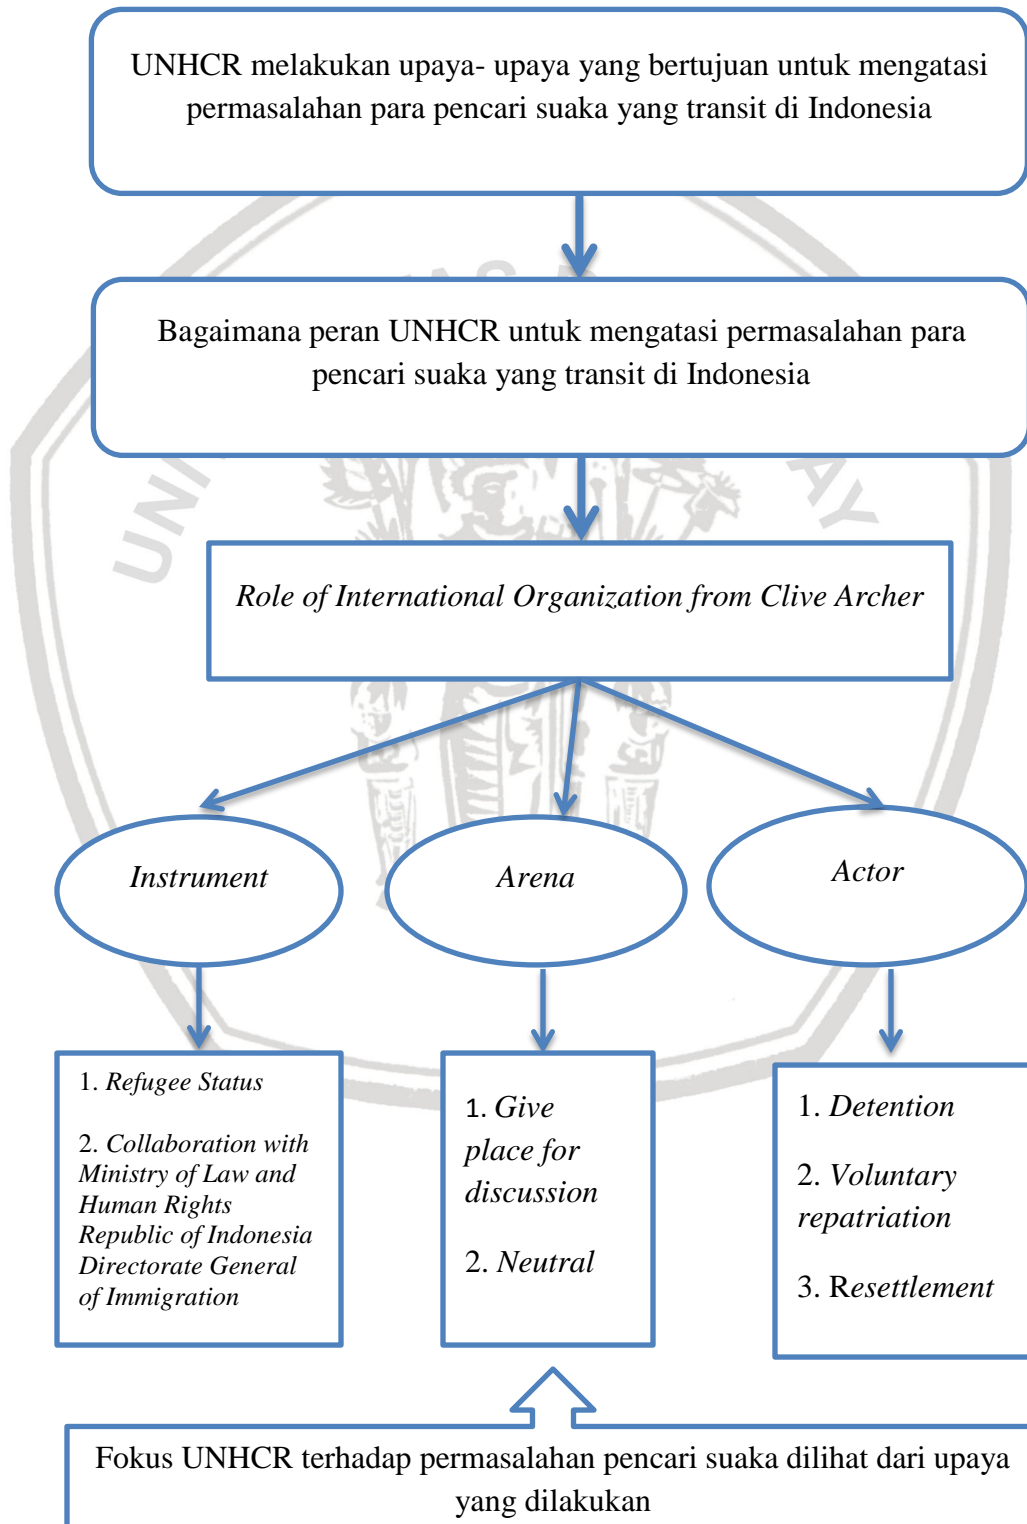 UNHCR melakukan upaya- upaya yang bertujuan untuk mengatasi
permasalahan para pencari suaka yang transit di Indonesia
Bagaimana peran UNHCR untuk mengatasi permasalahan para
pencari suaka yang transit di Indonesia
Role of International Organization from Clive Archer
Instrument
Arena
Actor
1. Refugee Status
2. Collaboration with
Ministry of Law and
Human Rights
Republic of Indonesia
Directorate General
of Immigration
1. Give
place for
discussion
2. Neutral
1. Detention
2. Voluntary
repatriation
3. Resettlement
Fokus UNHCR terhadap permasalahan pencari suaka dilihat dari upaya
yang dilakukan